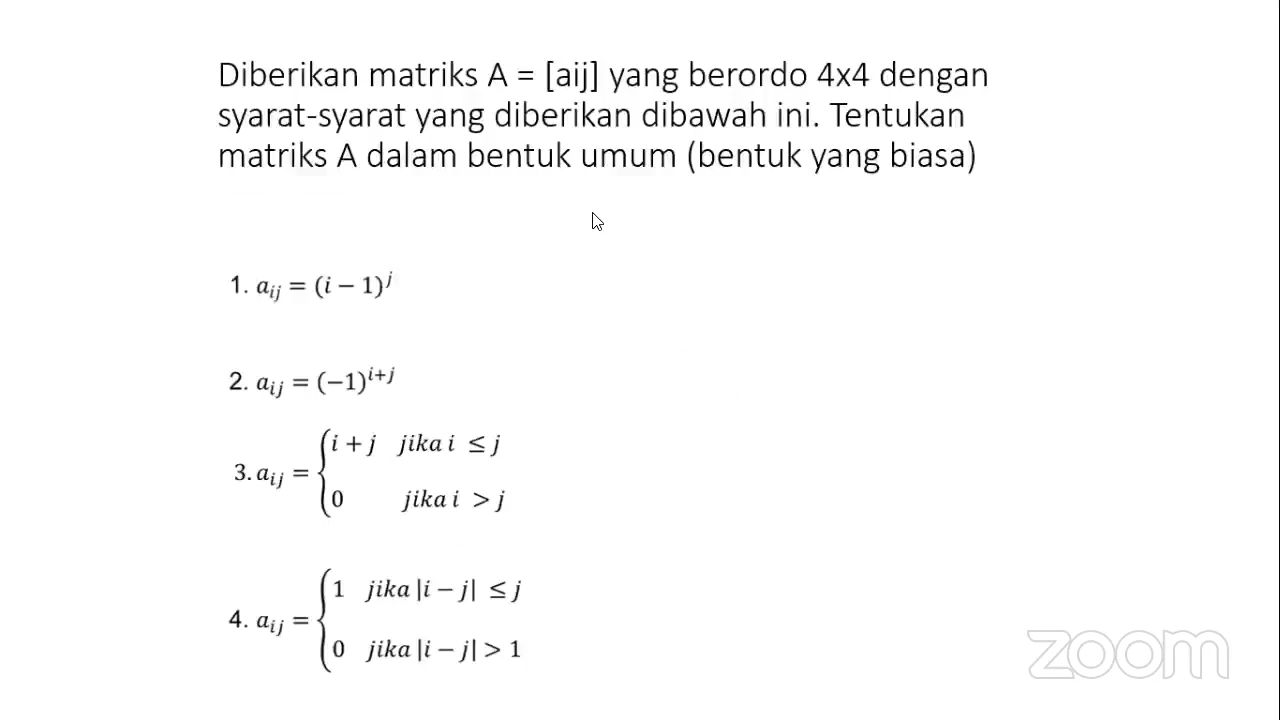 Diberikan matriks A = [aij] yang berordo 4x4 dengan
syarat-syarat yang diberikan dibawah ini. Tentukan
matriks A dalam bentuk umum (bentuk yang biasa)
1. aᵢⱼ = (i − 1)ʲ
2. aᵢⱼ = (−1)ⁱ⁺ʲ
3. aᵢⱼ = {i + j jika i ≤ j
0 jika i > j
4. aᵢⱼ = {1 jika |i − j| ≤ j
0 jika |i − j| > 1
zoom